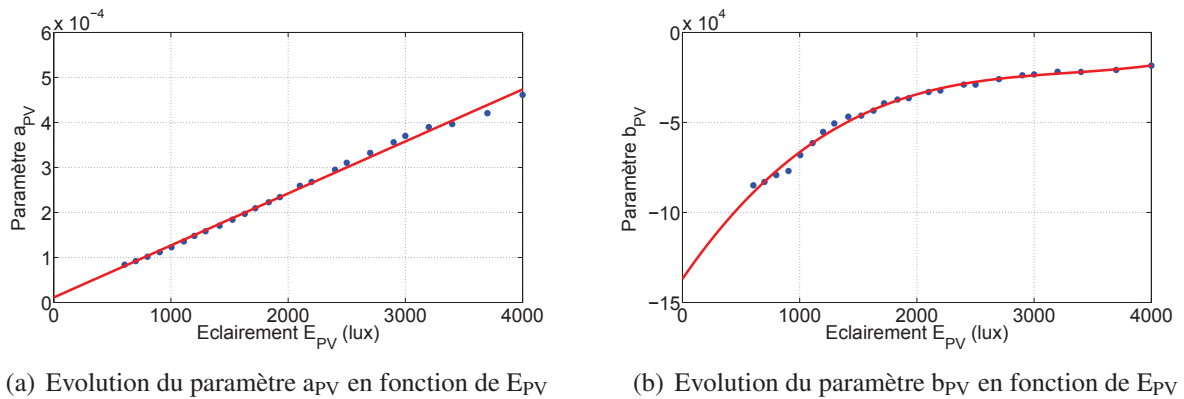 6 x 10⁻⁴
5
4
3
2
1
0
0 1000 2000 3000 4000
Paramètre a_PV
Eclairement E_PV (lux)
(a) Evolution du paramètre a_PV en fonction de E_PV
0 x 10⁴
−5
−10
−15
0 1000 2000 3000 4000
Paramètre b_PV
Eclairement E_PV (lux)
(b) Evolution du paramètre b_PV en fonction de E_PV